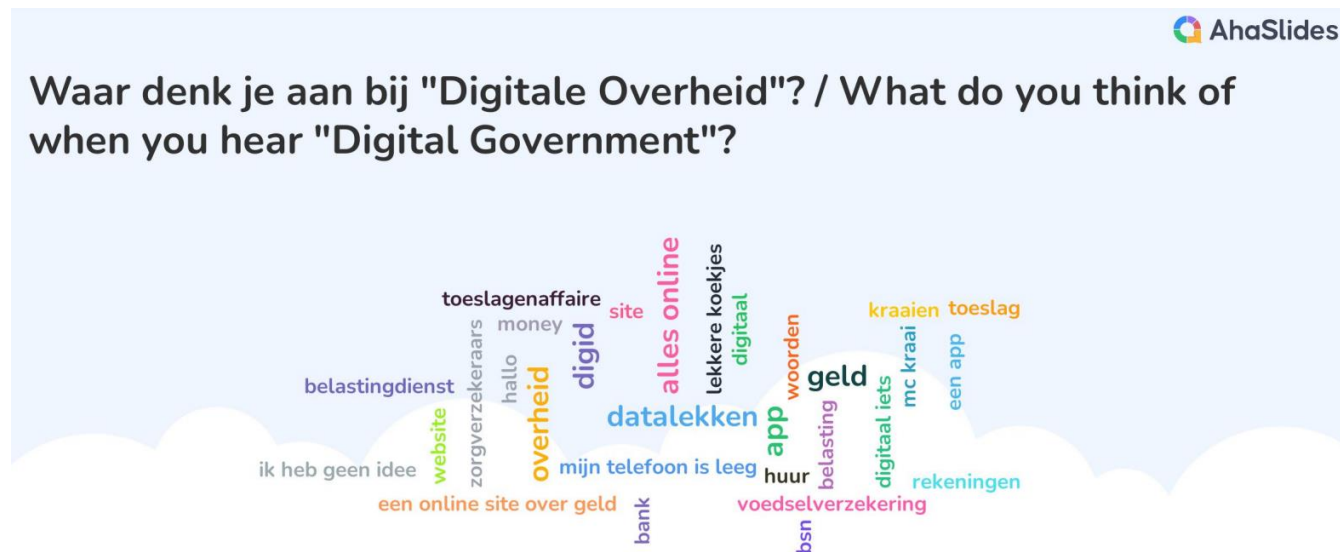 AhaSlides
Waar denk je aan bij "Digitale Overheid"? / What do you think of
when you hear "Digital Government"?
alles online
lekkere koekjes
digitaal
toeslagenaffaire
site
kraaien
toeslag
money
digid
woorden
mc kraai
een app
zorgverzekeraars
hallo
geld
belastingdienst
overheid
datalekken
app
belasting
digitaal iets
website
ik heb geen idee
mijn telefoon is leeg
huur
rekeningen
een online site over geld
bank
voedselverzekering
bsn